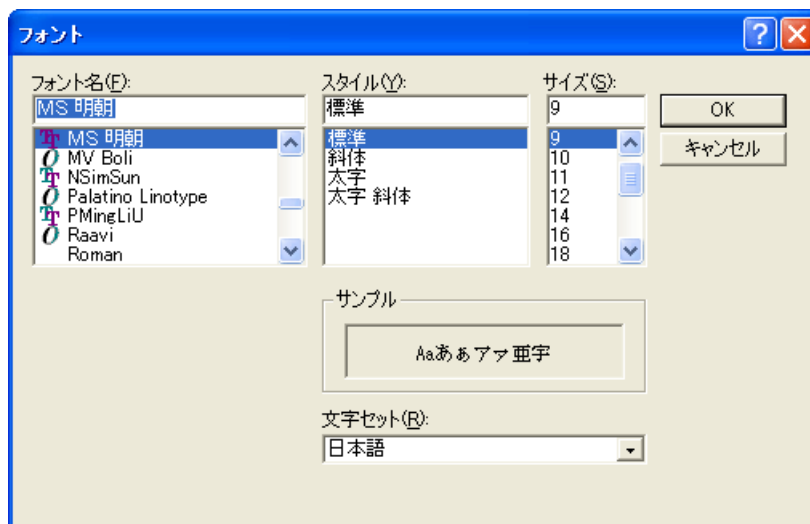 フォント
フォント名(F):
MS 明朝
MS 明朝
MV Boli
NSimSun
Palatino Linotype
PMingLiU
Raavi
Roman
スタイル(Y):
標準
標準
斜体
太字
太字 斜体
サイズ(S):
9
9
10
11
12
14
16
18
OK
キャンセル
サンプル
Aaあぁアァ亜宇
文字セット(R):
日本語